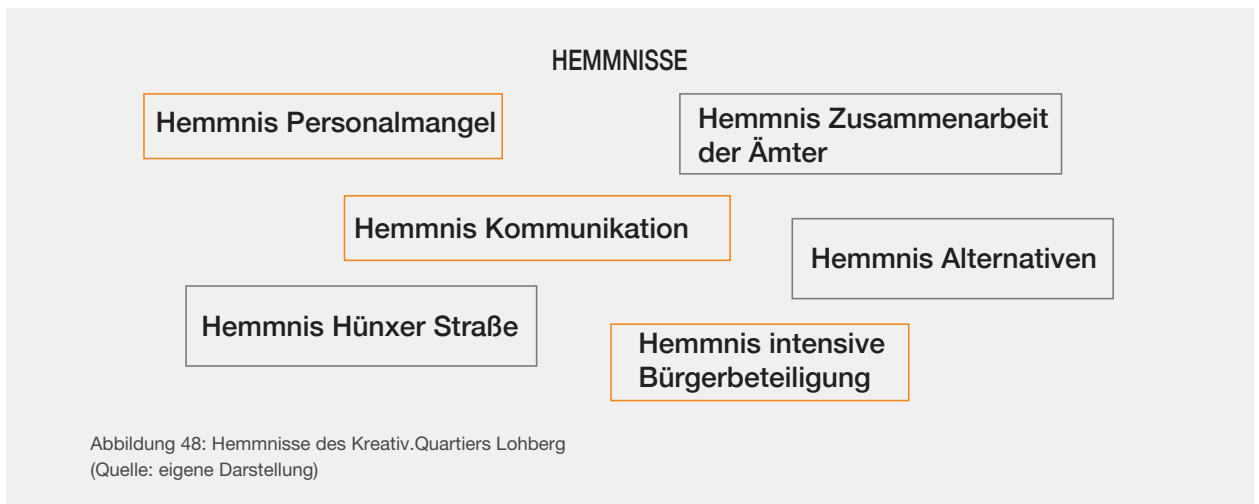 HEMMNISSE
Hemmnis Personalmangel
Hemmnis Zusammenarbeit
der Ämter
Hemmnis Kommunikation
Hemmnis Alternativen
Hemmnis Hünxer Straße
Hemmnis intensive
Bürgerbeteiligung
Abbildung 48: Hemmnisse des Kreativ.Quartiers Lohberg
(Quelle: eigene Darstellung)